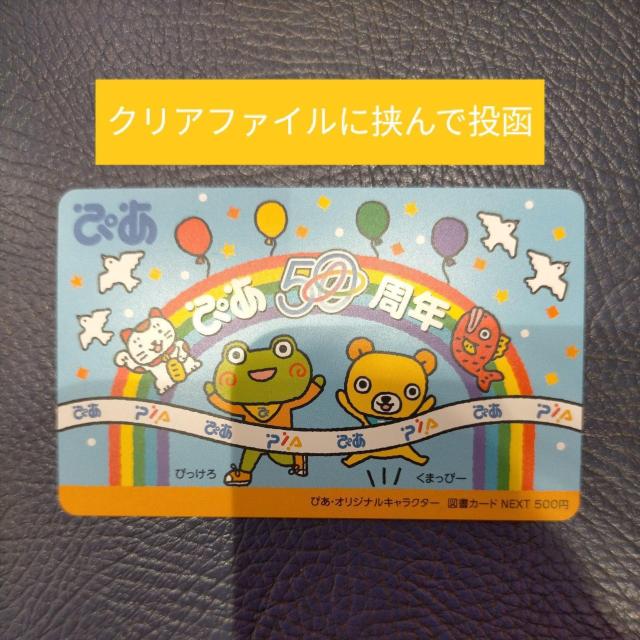 クリアファイルに挟んで投函
ぴあ
ぴあ 50 周年
ぴあ PIA ぴあ PIA ぴあ PIA
ぴっけろ
くまっぴー
ぴあ・オリジナルキャラクター 図書カード NEXT 500円